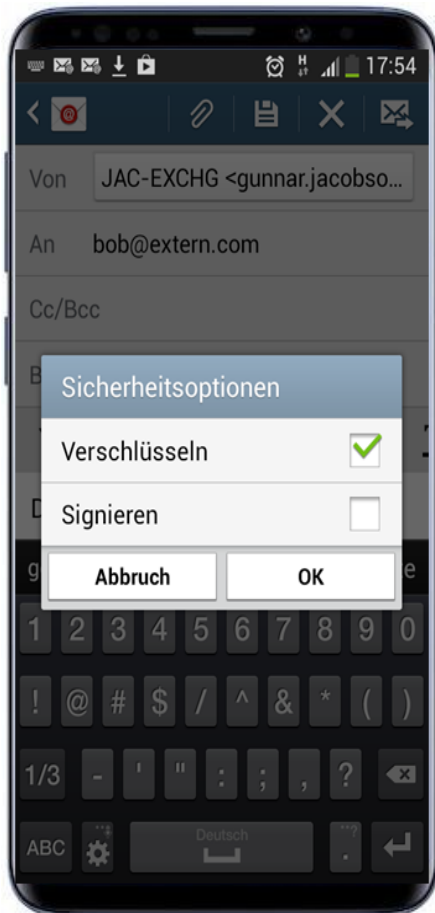 H
17:54
Von JAC-EXCHG <gunnar.jacobso...
An bob@extern.com
Cc/Bcc
B
Sicherheitsoptionen
Verschlüsseln
D
Signieren
Abbruch OK
g e
1 2 3 4 5 6 7 8 9 0
! @ # $ / ^ & * ( )
1/3 - ' " : ; , ?
ABC Deutsch .